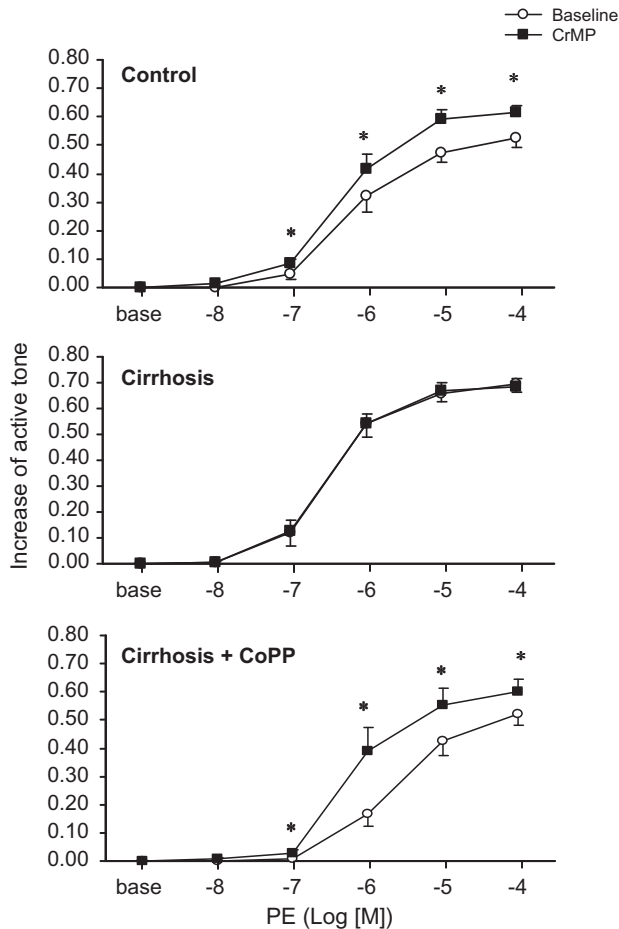 Baseline
CrMP
Control
0.80
0.70
0.60
0.50
0.40
0.30
0.20
0.10
0.00
* * * *
base -8 -7 -6 -5 -4
Cirrhosis
0.80
0.70
0.60
0.50
0.40
0.30
0.20
0.10
0.00
base -8 -7 -6 -5 -4
Increase of active tone
Cirrhosis + CoPP
0.80
0.70
0.60
0.50
0.40
0.30
0.20
0.10
0.00
* * * *
base -8 -7 -6 -5 -4
PE (Log [M])